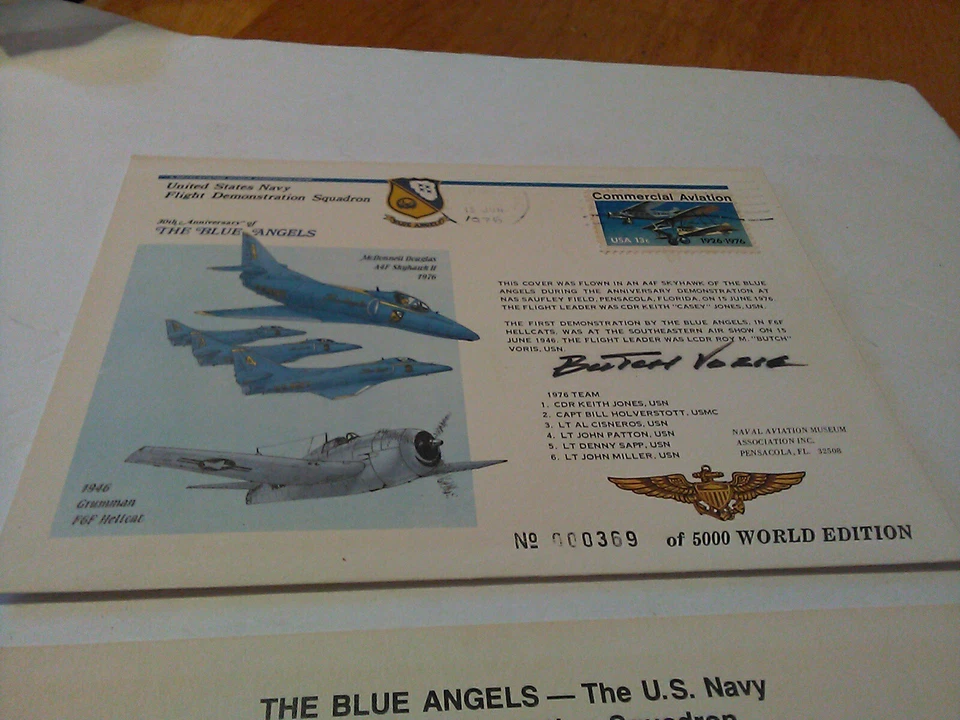 United States Navy
Flight Demonstration Squadron
30th Anniversary of
THE BLUE ANGELS
McDonnell Douglas
A4F Skyhawk II
1976
1946
Grumman
F6F Hellcat
BLUE ANGELS
15 JUN
1976
Commercial Aviation
USA 13c
1926-1976
THIS COVER WAS FLOWN IN AN A4F SKYHAWK OF THE BLUE
ANGELS DURING THE ANNIVERSARY DEMONSTRATION AT
NAS SAUFLEY FIELD, PENSACOLA, FLORIDA, ON 15 JUNE 1976.
THE FLIGHT LEADER WAS CDR KEITH "CASEY" JONES, USN.
THE FIRST DEMONSTRATION BY THE BLUE ANGELS, IN F6F
HELLCATS, WAS AT THE SOUTHEASTERN AIR SHOW ON 15
JUNE 1946. THE FLIGHT LEADER WAS LCDR ROY M. "BUTCH"
VORIS, USN.
BUTCH VORIS
1976 TEAM
1. CDR KEITH JONES, USN
2. CAPT BILL HOLVERSTOTT, USMC
3. LT AL CISNEROS, USN
4. LT JOHN PATTON, USN
5. LT DENNY SAPP, USN
6. LT JOHN MILLER, USN
NAVAL AVIATION MUSEUM
ASSOCIATION INC.
PENSACOLA, FL. 32508
Nº 000369 of 5000 WORLD EDITION
THE BLUE ANGELS — The U.S. Navy
Squadron